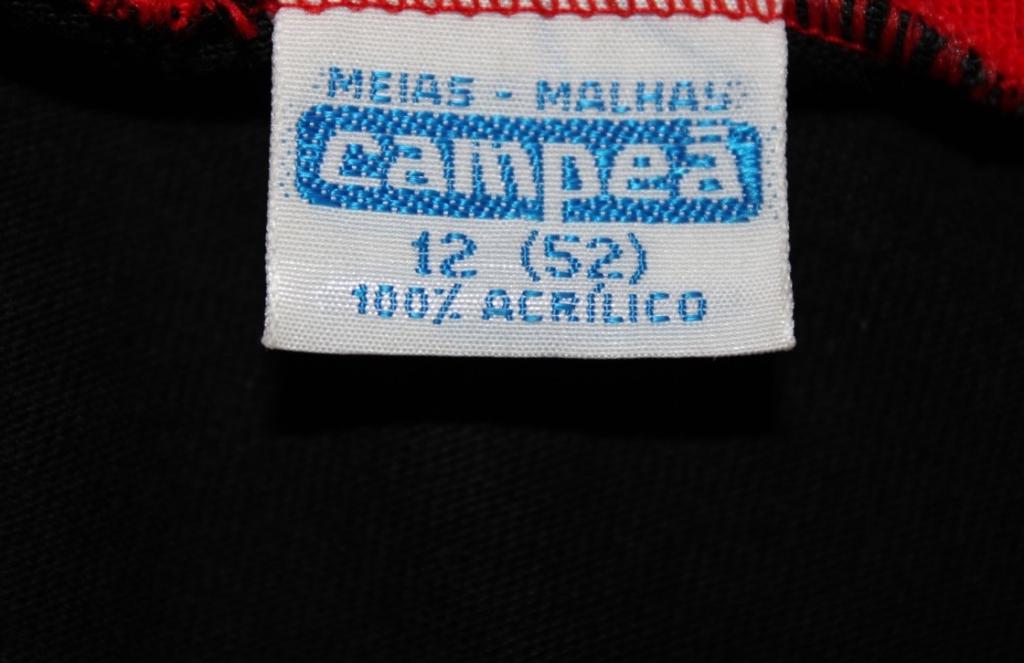 MEIAS - MALHAS
campeã
12 (52)
100% ACRÍLICO